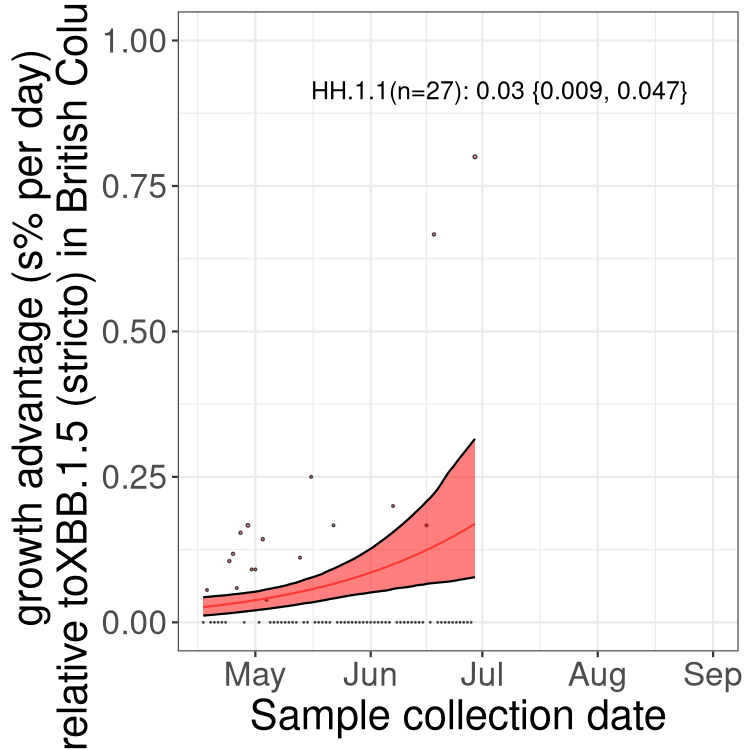 growth advantage (s% per day)
relative toXBB.1.5 (stricto) in British Colu
1.00
0.75
0.50
0.25
0.00
HH.1.1(n=27): 0.03 {0.009, 0.047}
May Jun Jul Aug Sep
Sample collection date